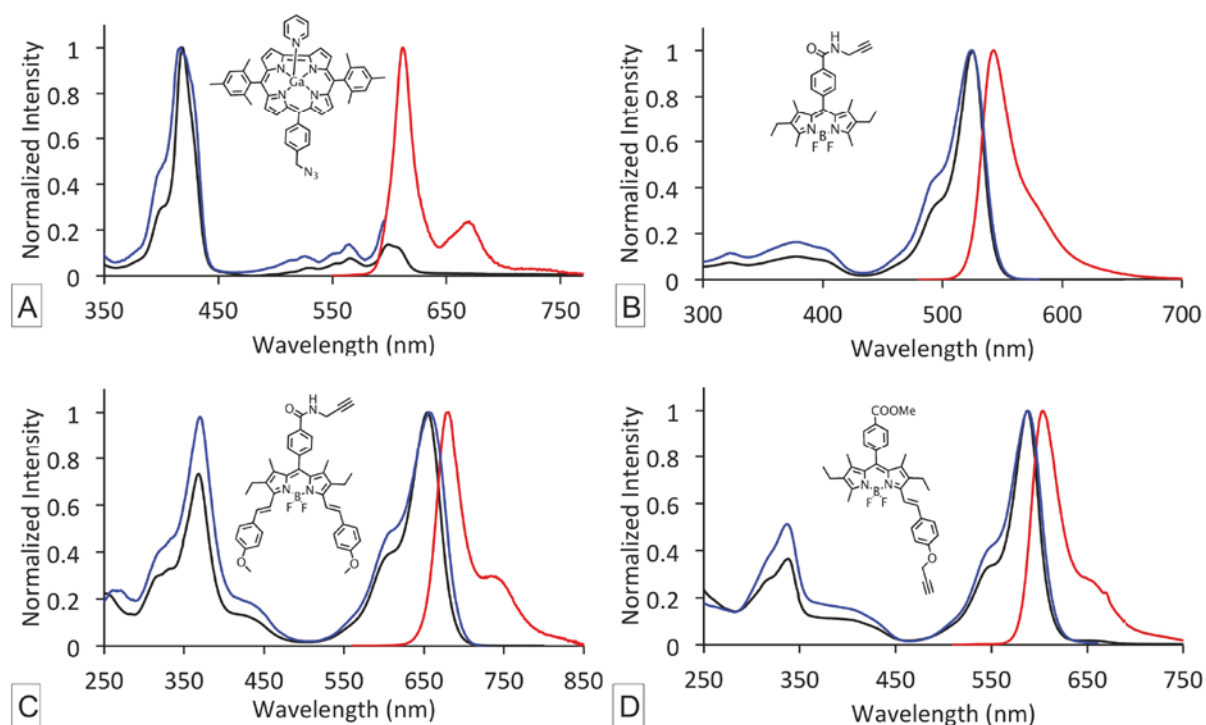 A
Normalized Intensity
1
0.8
0.6
0.4
0.2
0
350
450
550
650
750
Wavelength (nm)
N
N
N
Ga
N
N
N₃
B
Normalized Intensity
1
0.8
0.6
0.4
0.2
0
300
400
500
600
700
Wavelength (nm)
O
H
N
N
B
N
F
F
C
Normalized Intensity
1
0.8
0.6
0.4
0.2
0
250
350
450
550
650
750
850
Wavelength (nm)
O
H
N
N
B
N
F
F
O
O
D
Normalized Intensity
1
0.8
0.6
0.4
0.2
0
250
350
450
550
650
750
Wavelength (nm)
COOMe
N
B
N
F
F
O